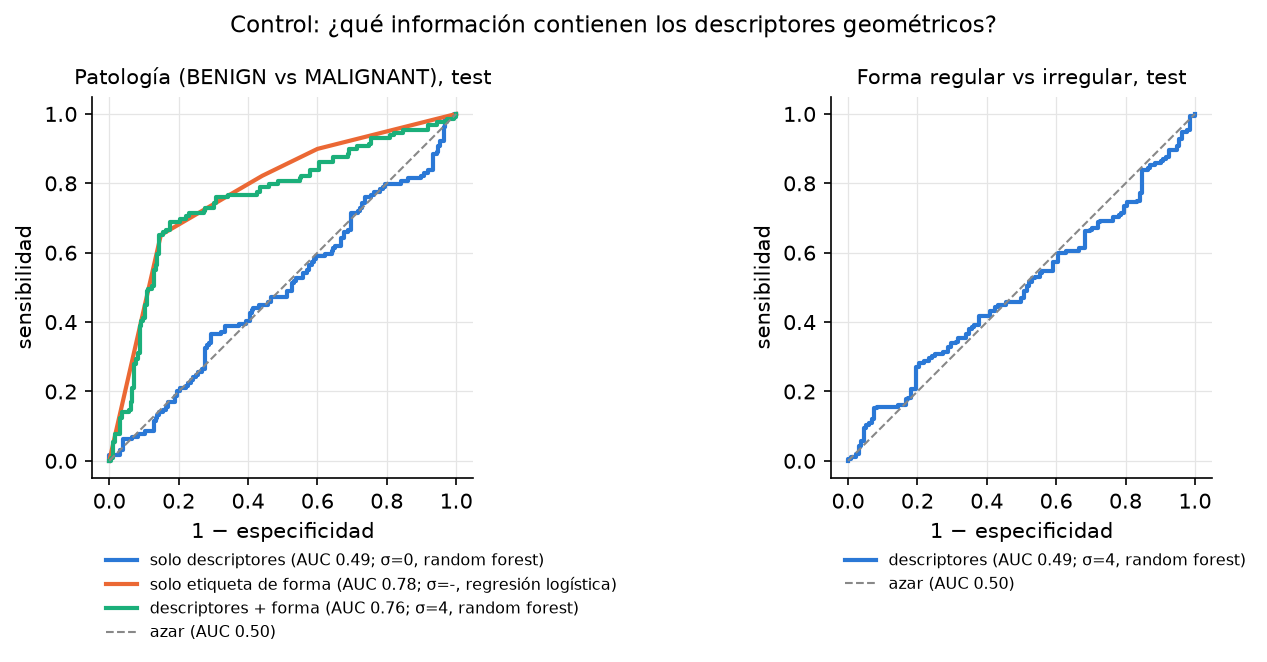 Control: ¿qué información contienen los descriptores geométricos?
Patología (BENIGN vs MALIGNANT), test
1.0
0.8
0.6
0.4
0.2
0.0
sensibilidad
0.0 0.2 0.4 0.6 0.8 1.0
1 − especificidad
solo descriptores (AUC 0.49; σ=0, random forest)
solo etiqueta de forma (AUC 0.78; σ=-, regresión logística)
descriptores + forma (AUC 0.76; σ=4, random forest)
azar (AUC 0.50)
Forma regular vs irregular, test
1.0
0.8
0.6
0.4
0.2
0.0
sensibilidad
0.0 0.2 0.4 0.6 0.8 1.0
1 − especificidad
descriptores (AUC 0.49; σ=4, random forest)
azar (AUC 0.50)